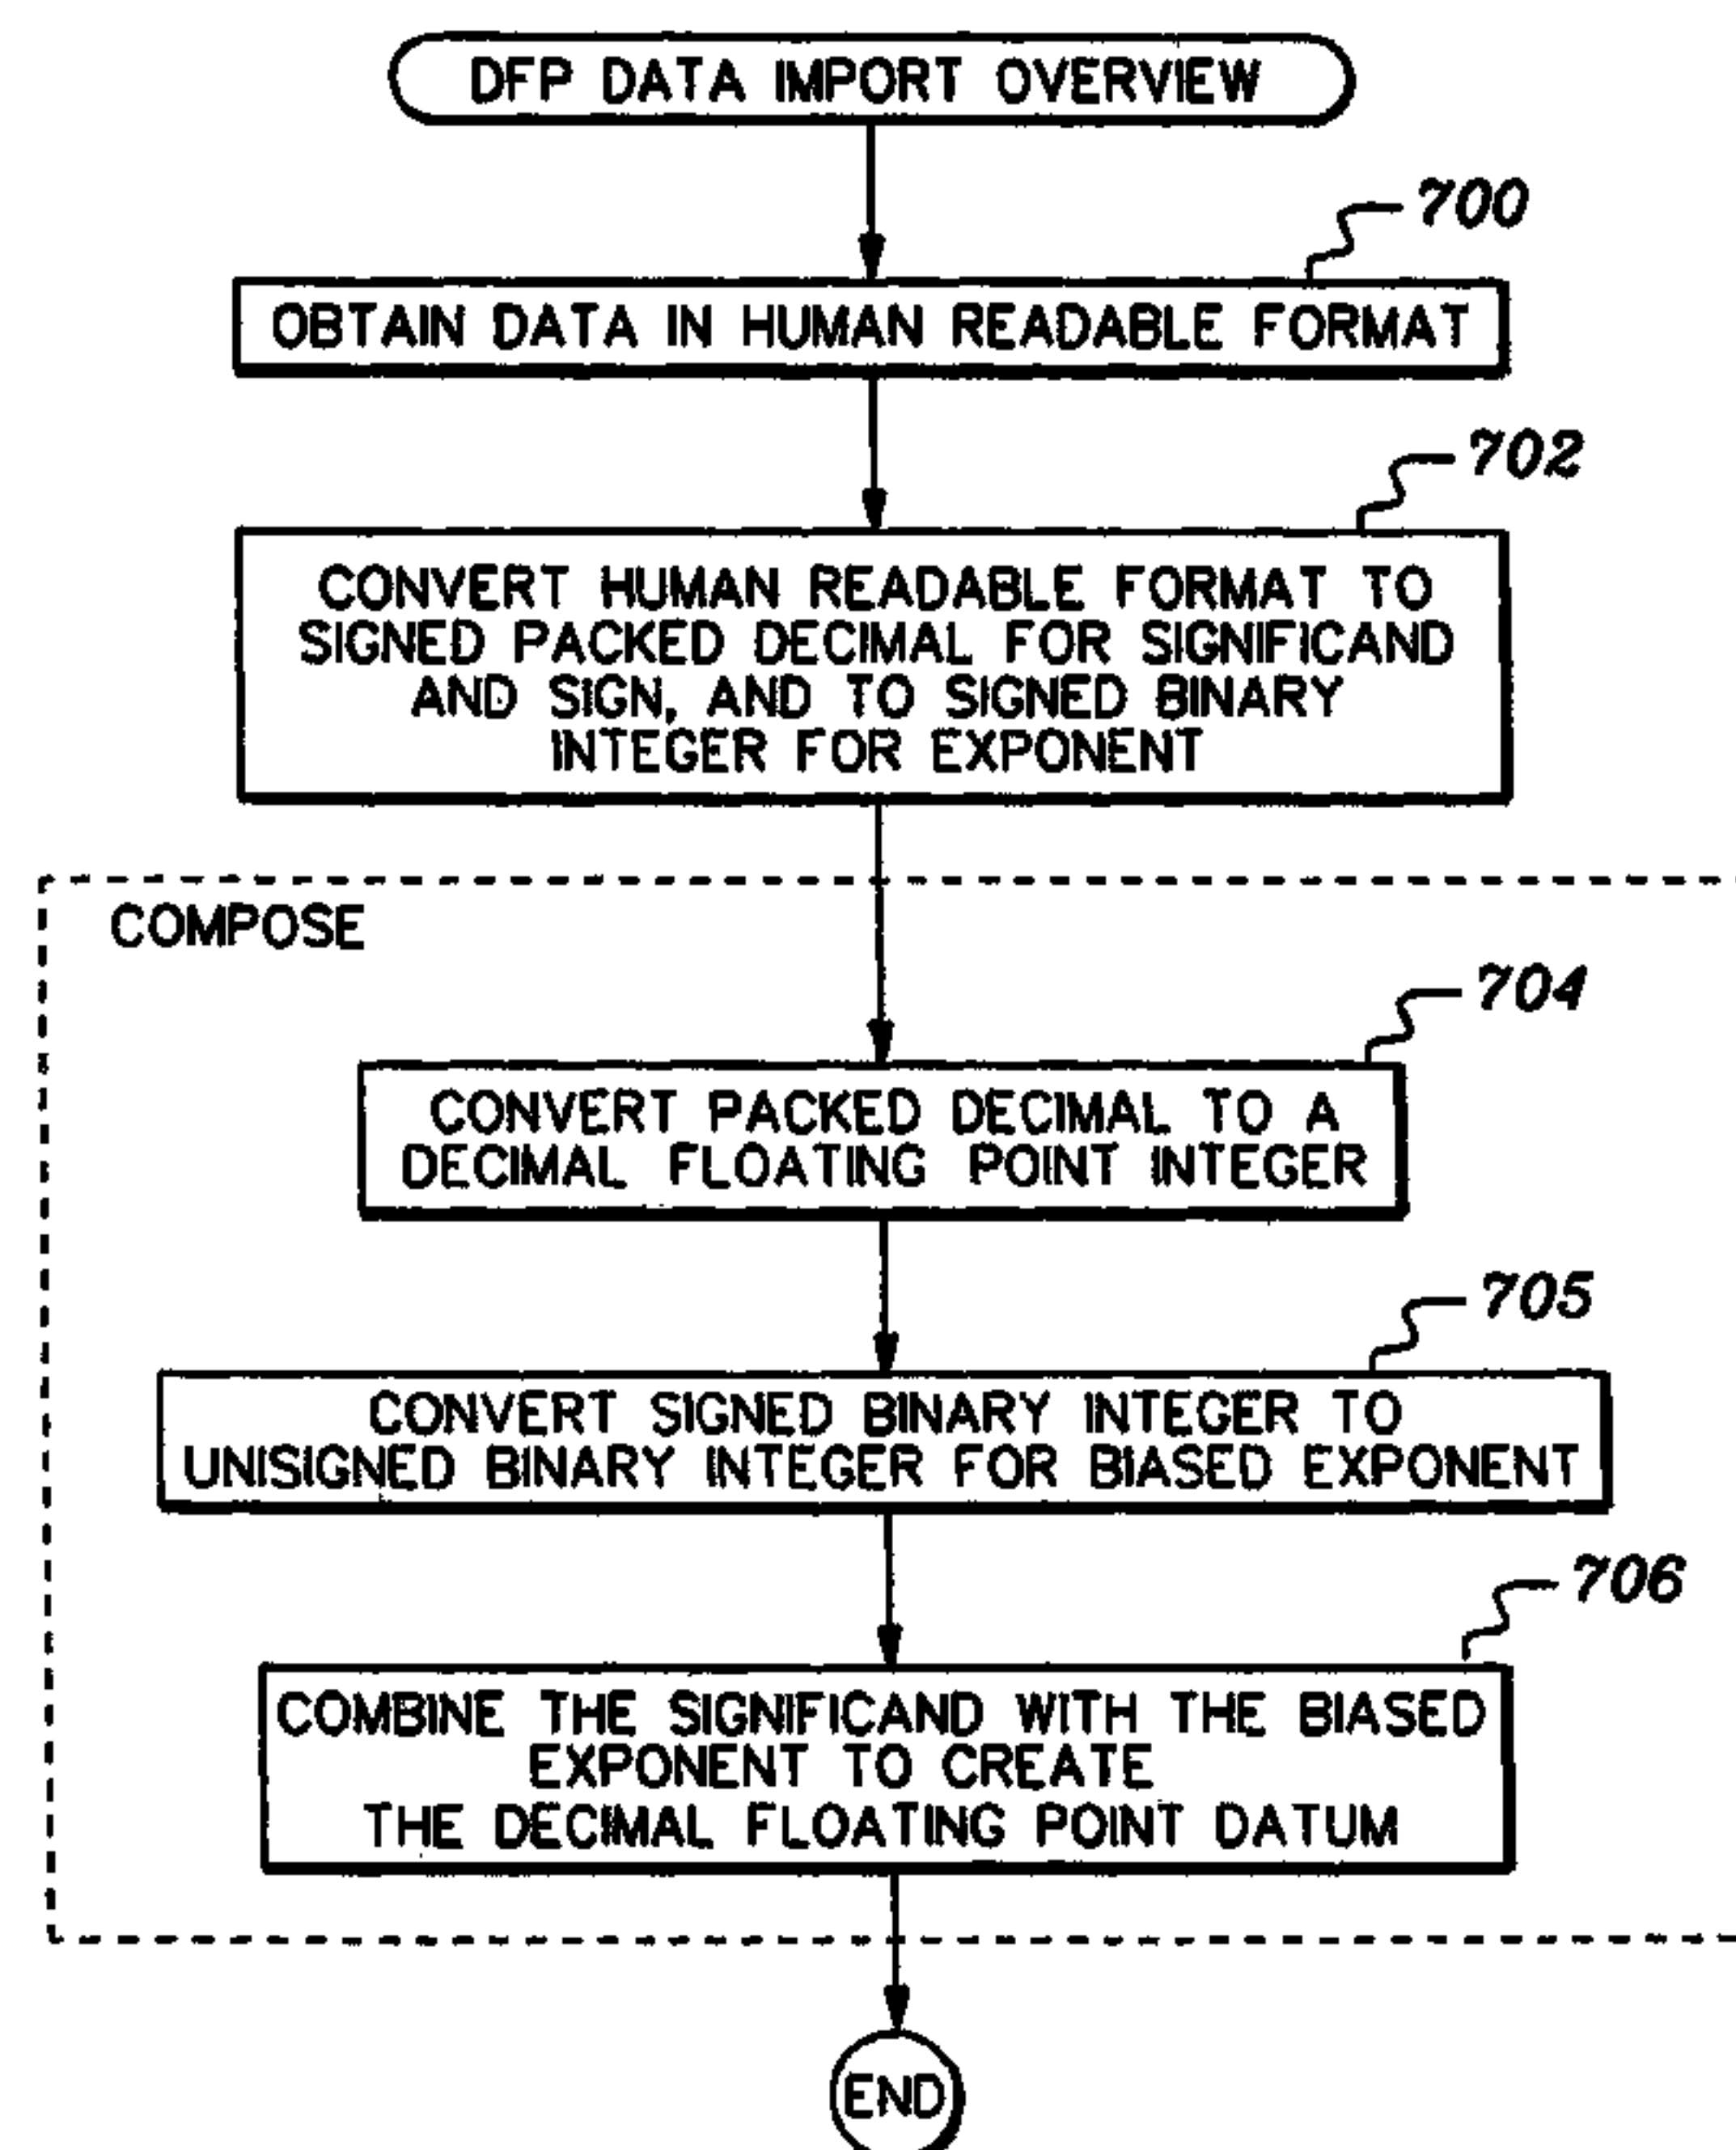 DFP DATA IMPORT OVERVIEW
700
OBTAIN DATA IN HUMAN READABLE FORMAT
702
CONVERT HUMAN READABLE FORMAT TO
SIGNED PACKED DECIMAL FOR SIGNIFICAND
AND SIGN, AND TO SIGNED BINARY
INTEGER FOR EXPONENT
COMPOSE
704
CONVERT PACKED DECIMAL TO A
DECIMAL FLOATING POINT INTEGER
705
CONVERT SIGNED BINARY INTEGER TO
UNISIGNED BINARY INTEGER FOR BIASED EXPONENT
706
COMBINE THE SIGNIFICAND WITH THE BIASED
EXPONENT TO CREATE
THE DECIMAL FLOATING POINT DATUM
END